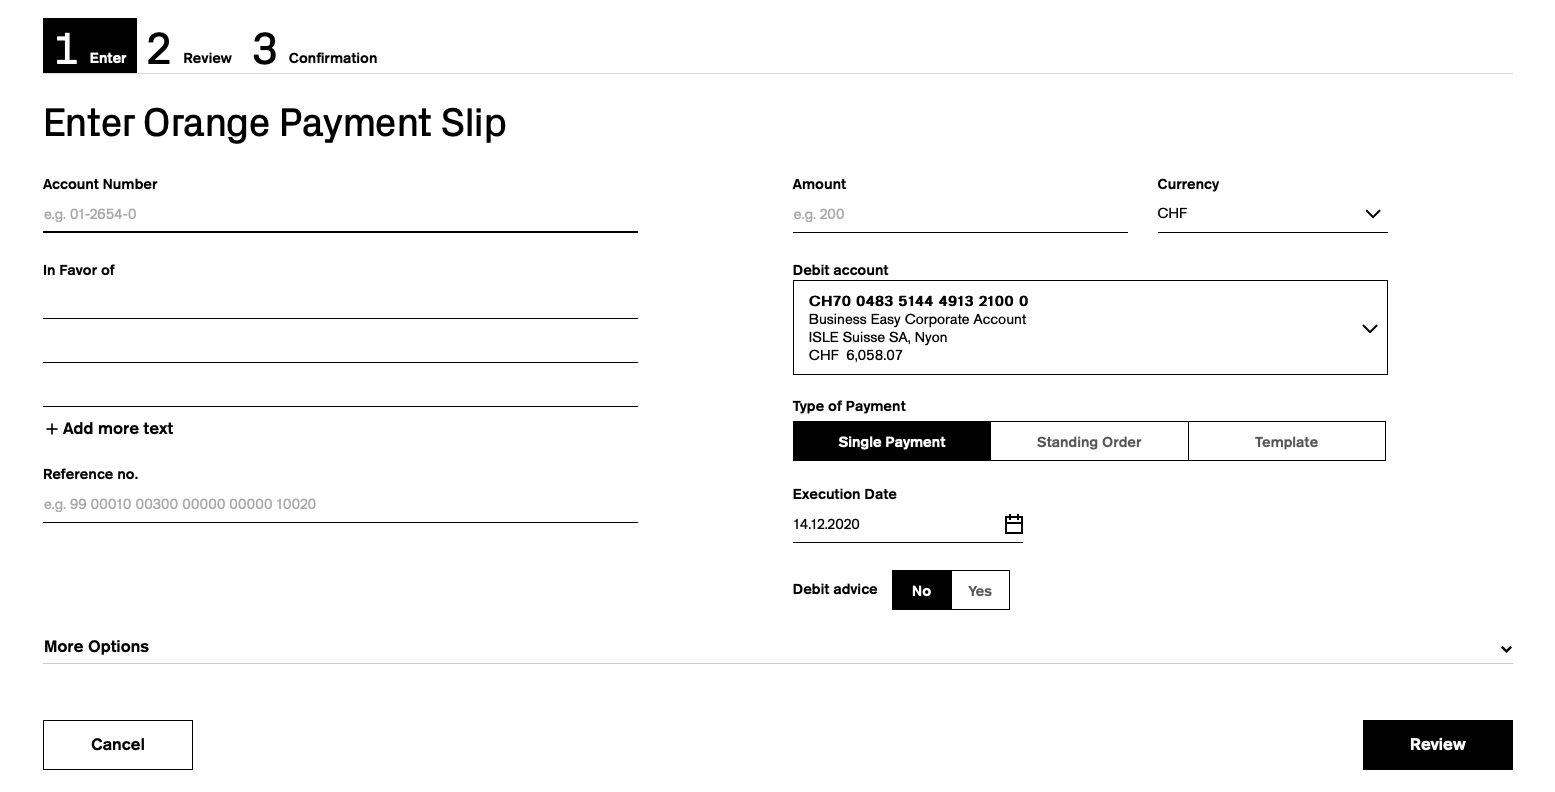 1 Enter 2 Review 3 Confirmation
Enter Orange Payment Slip
Account Number
e.g. 01-2654-0
In Favor of
+ Add more text
Reference no.
e.g. 99 00010 00300 00000 00000 10020
Amount
e.g. 200
Currency
CHF
Debit account
CH70 0483 5144 4913 2100 0
Business Easy Corporate Account
ISLE Suisse SA, Nyon
CHF 6,058.07
Type of Payment
Single Payment Standing Order Template
Execution Date
14.12.2020
Debit advice No Yes
More Options
Cancel Review